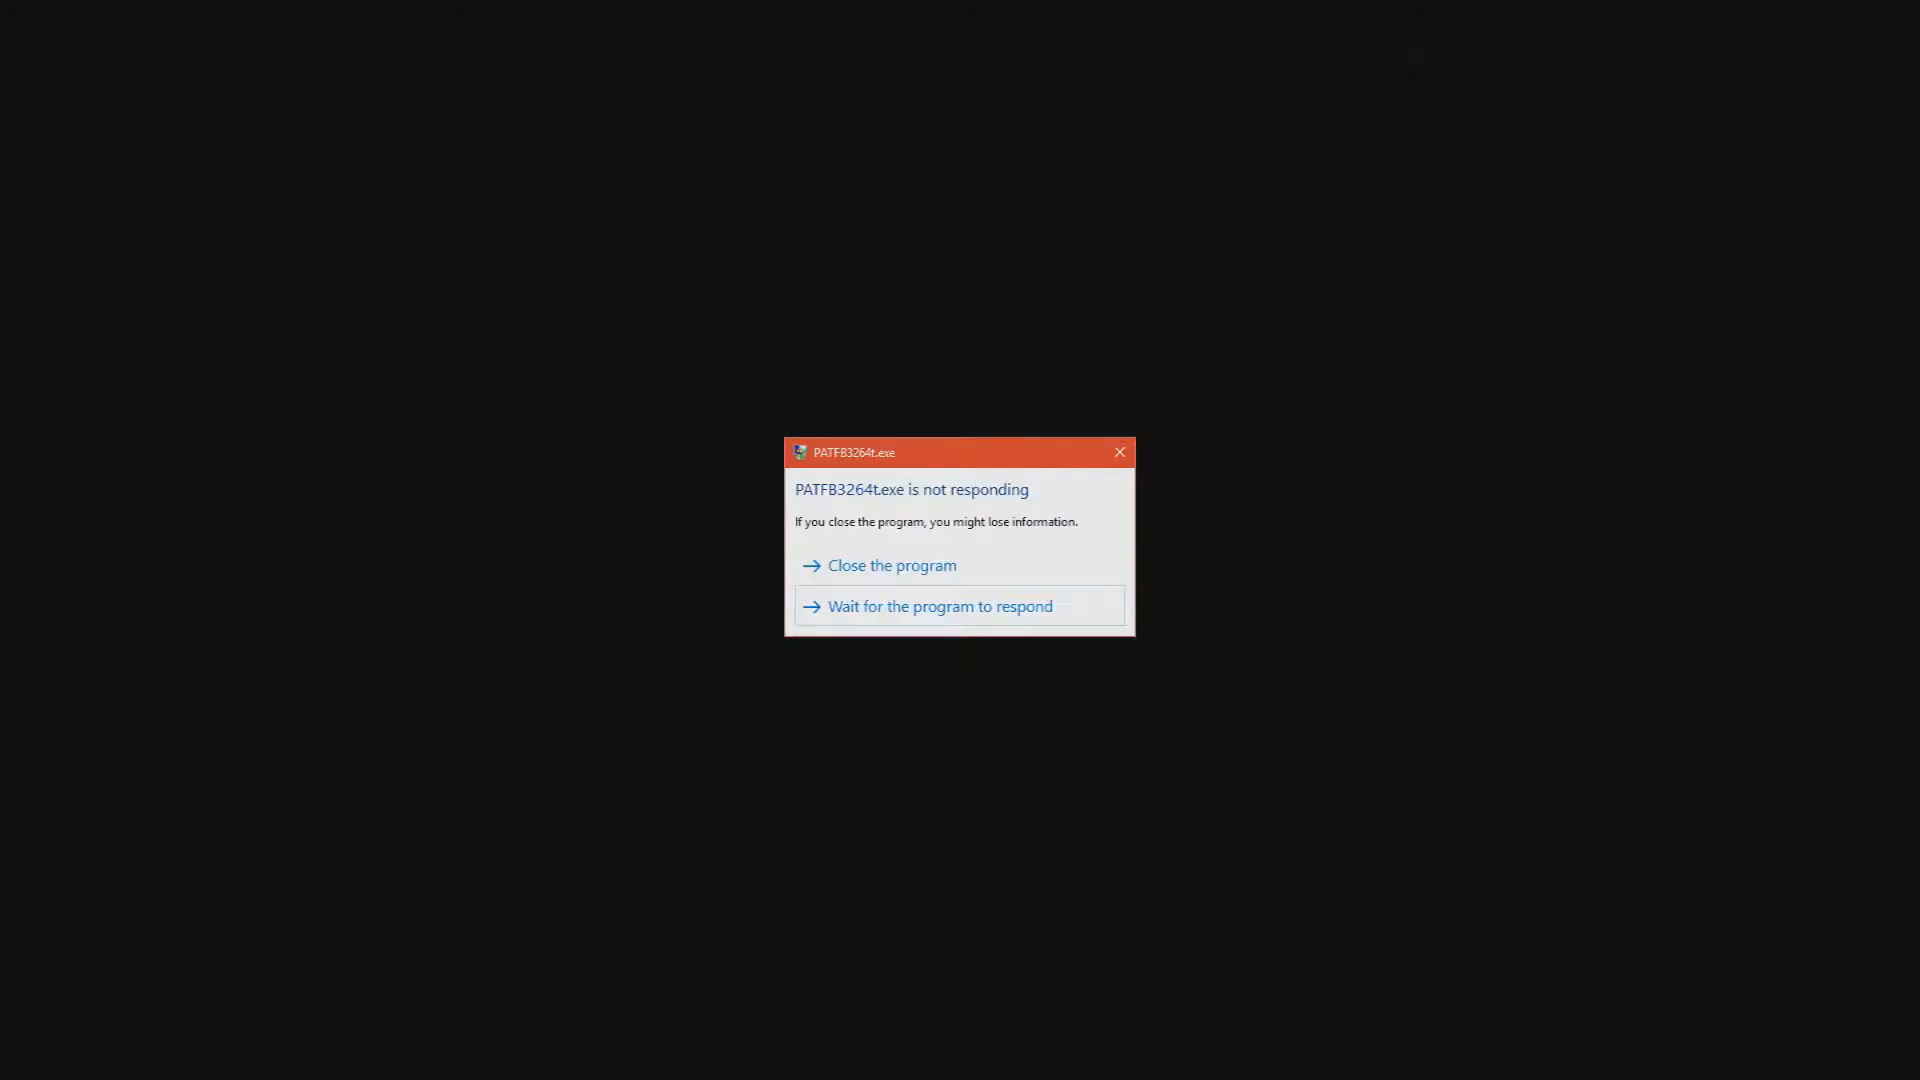 PATFB3264t.exe
PATFB3264t.exe is not responding
If you close the program, you might lose information.
Close the program
Wait for the program to respond